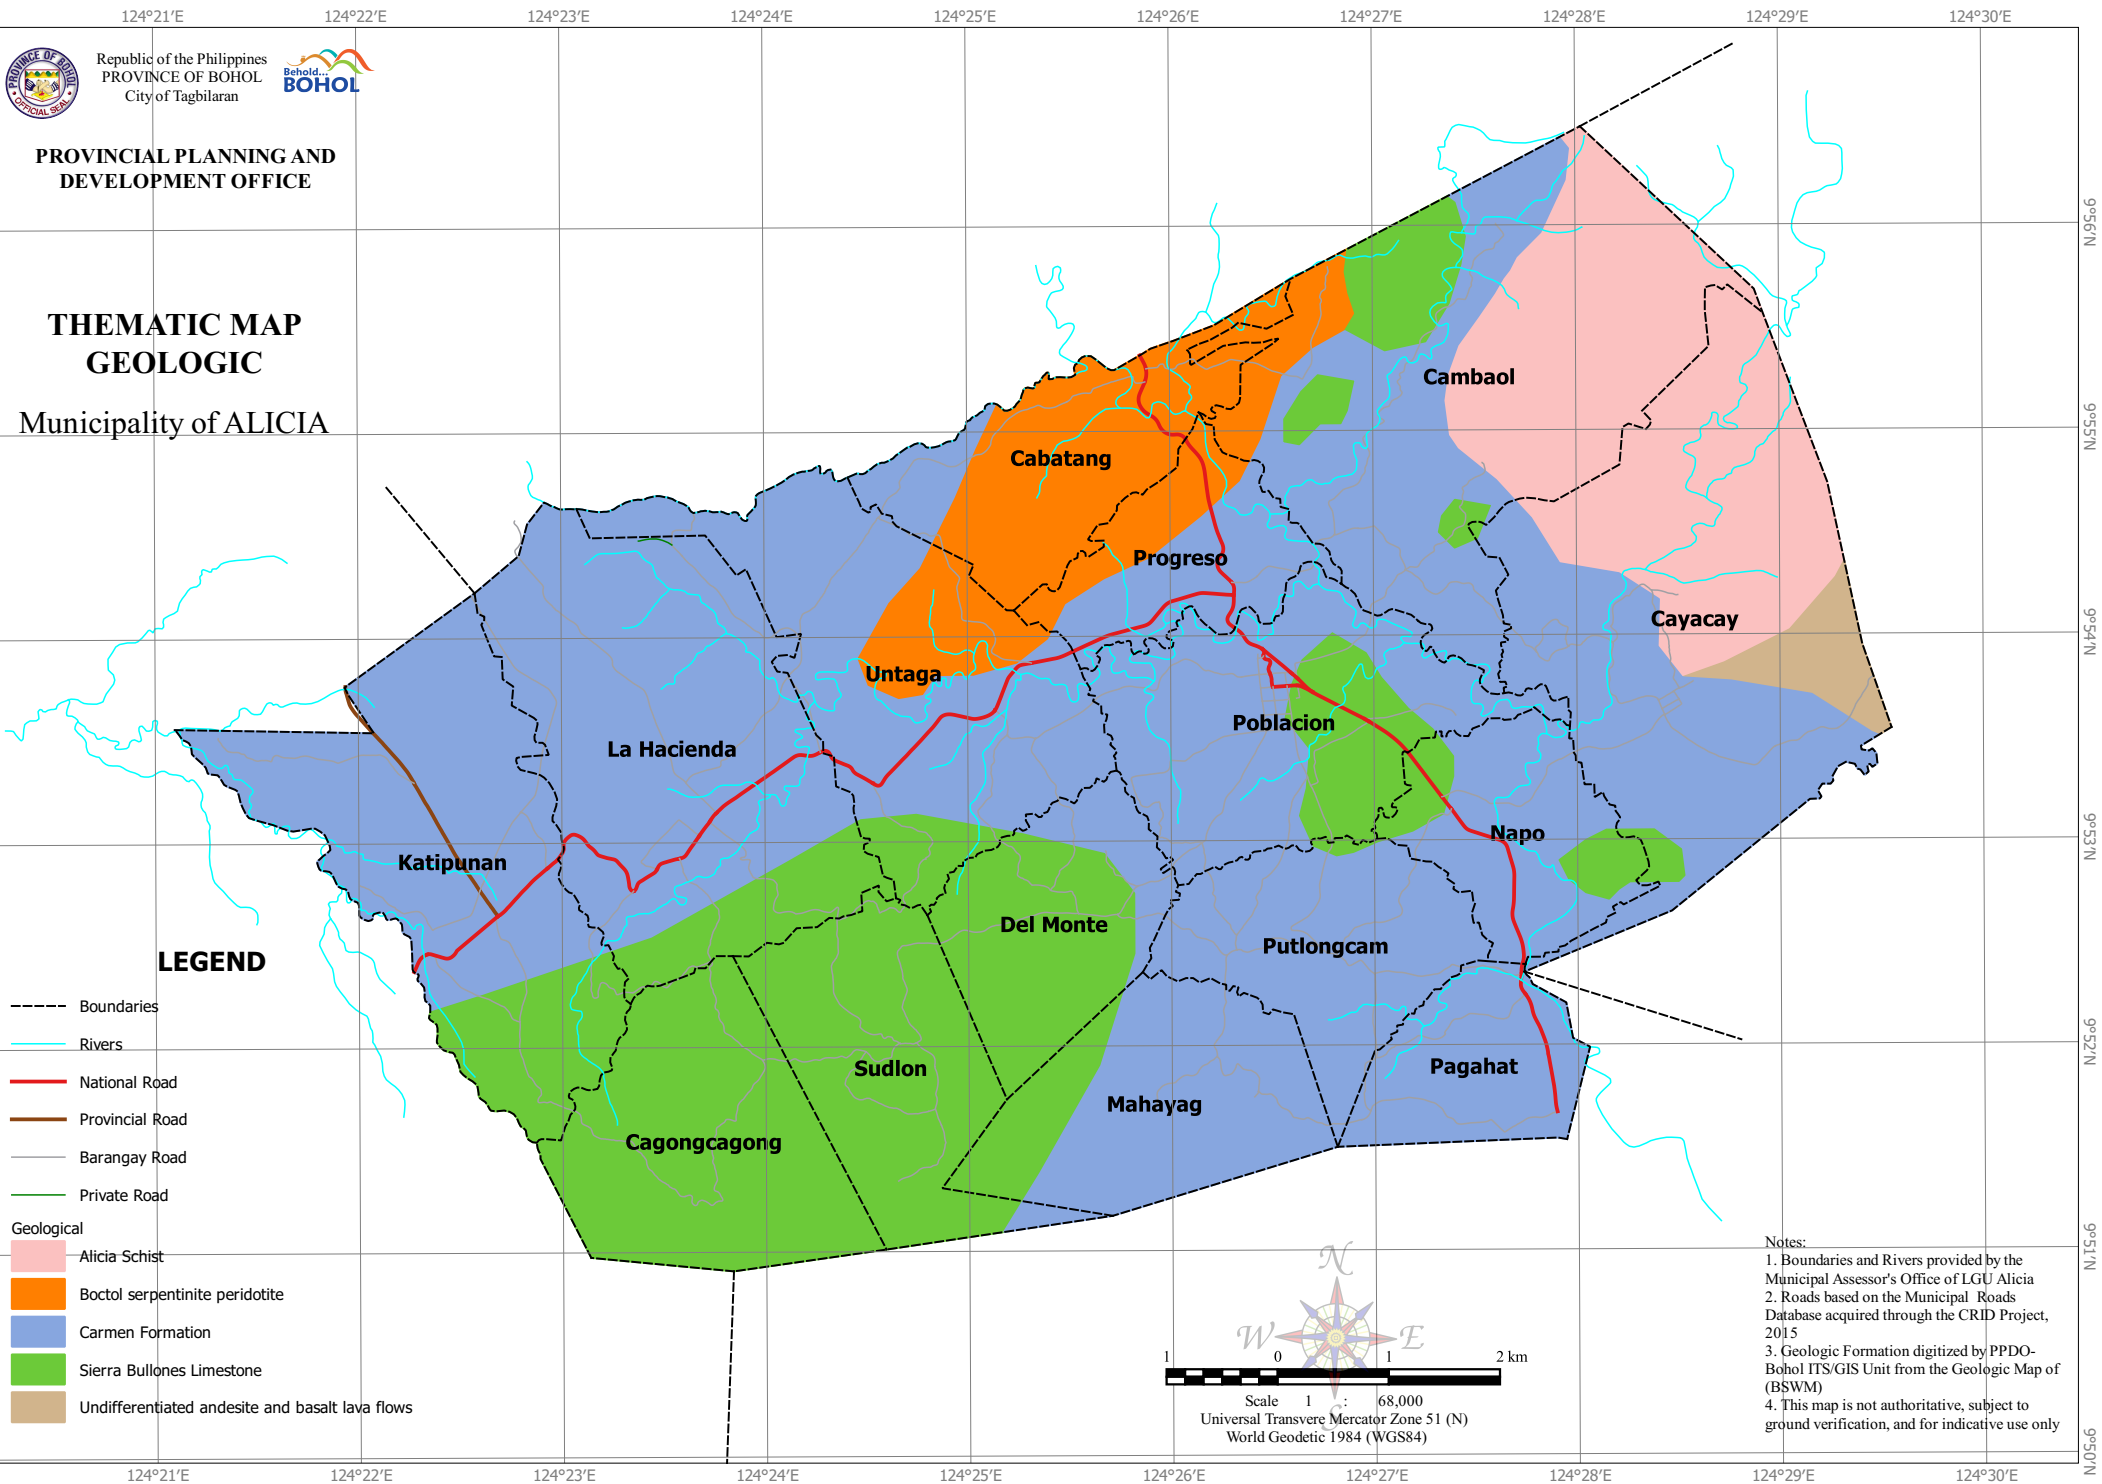 124°21'E 124°22'E 124°23'E 124°24'E 124°25'E 124°26'E 124°27'E 124°28'E 124°29'E 124°30'E
PROVINCE OF BOHOL
OFFICIAL SEAL
Republic of the Philippines
PROVINCE OF BOHOL
City of Tagbilaran
Behold...
BOHOL
PROVINCIAL PLANNING AND
DEVELOPMENT OFFICE
THEMATIC MAP
GEOLOGIC
Municipality of ALICIA
9°56'N
9°55'N
9°54'N
9°53'N
9°52'N
9°51'N
9°50'N
Cambaol
Cabatang
Progreso
Cayacay
Untaga
Poblacion
La Hacienda
Napo
Katipunan
Del Monte
Putlongcam
Sudlon
Pagahat
Mahayag
Cagongcagong
LEGEND
Boundaries
Rivers
National Road
Provincial Road
Barangay Road
Private Road
Geological
Alicia Schist
Boctol serpentinite peridotite
Carmen Formation
Sierra Bullones Limestone
Undifferentiated andesite and basalt lava flows
N
W E
S
1 0 1 2 km
Scale 1 : 68,000
Universal Transvere Mercator Zone 51 (N)
World Geodetic 1984 (WGS84)
Notes:
1. Boundaries and Rivers provided by the
Municipal Assessor's Office of LGU Alicia
2. Roads based on the Municipal Roads
Database acquired through the CRID Project,
2015
3. Geologic Formation digitized by PPDO-
Bohol ITS/GIS Unit from the Geologic Map of
(BSWM)
4. This map is not authoritative, subject to
ground verification, and for indicative use only
124°21'E 124°22'E 124°23'E 124°24'E 124°25'E 124°26'E 124°27'E 124°28'E 124°29'E 124°30'E